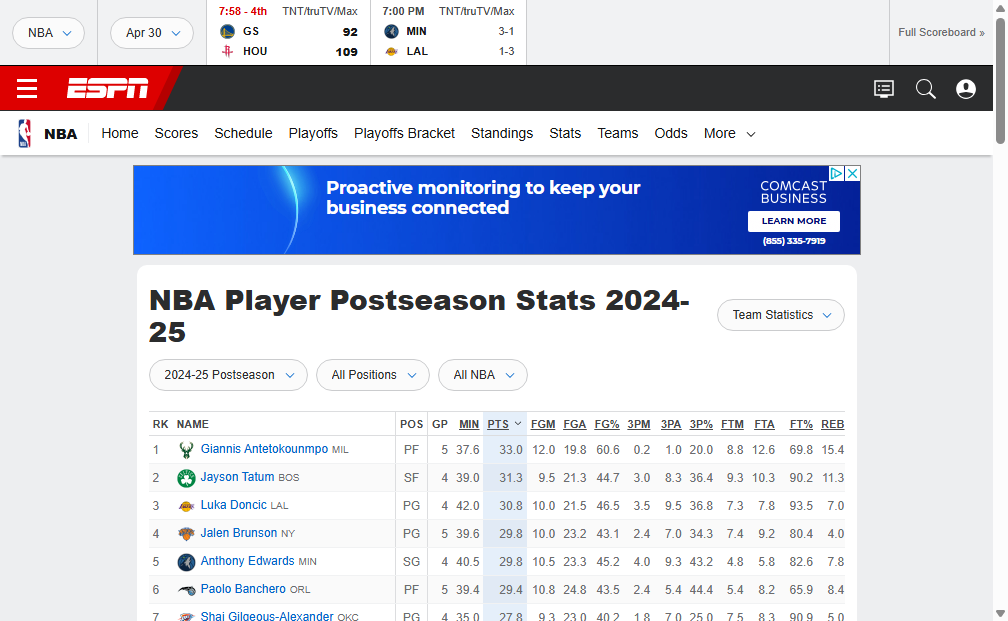 NBA
Apr 30
7:58 - 4th TNT/truTV/Max
GS 92
HOU 109
7:00 PM TNT/truTV/Max
MIN 3-1
LAL 1-3
Full Scoreboard »
ESPN
NBA Home Scores Schedule Playoffs Playoffs Bracket Standings Stats Teams Odds More
Proactive monitoring to keep your
business connected
COMCAST
BUSINESS
LEARN MORE
(855) 335-7919
NBA Player Postseason Stats 2024-
25
Team Statistics
2024-25 Postseason All Positions All NBA
RK NAME POS GP MIN PTS FGM FGA FG% 3PM 3PA 3P% FTM FTA FT% REB
1 Giannis Antetokounmpo MIL PF 5 37.6 33.0 12.0 19.8 60.6 0.2 1.0 20.0 8.8 12.6 69.8 15.4
2 Jayson Tatum BOS SF 4 39.0 31.3 9.5 21.3 44.7 3.0 8.3 36.4 9.3 10.3 90.2 11.3
3 Luka Doncic LAL PG 4 42.0 30.8 10.0 21.5 46.5 3.5 9.5 36.8 7.3 7.8 93.5 7.0
4 Jalen Brunson NY PG 5 39.6 29.8 10.0 23.2 43.1 2.4 7.0 34.3 7.4 9.2 80.4 4.0
5 Anthony Edwards MIN SG 4 40.5 29.8 10.5 23.3 45.2 4.0 9.3 43.2 4.8 5.8 82.6 7.8
6 Paolo Banchero ORL PF 5 39.4 29.4 10.8 24.8 43.5 2.4 5.4 44.4 5.4 8.2 65.9 8.4
7 Shai Gilgeous-Alexander OKC PG 4 35.0 27.8 9.3 23.0 40.2 1.8 7.0 25.0 7.5 8.3 90.9 5.0